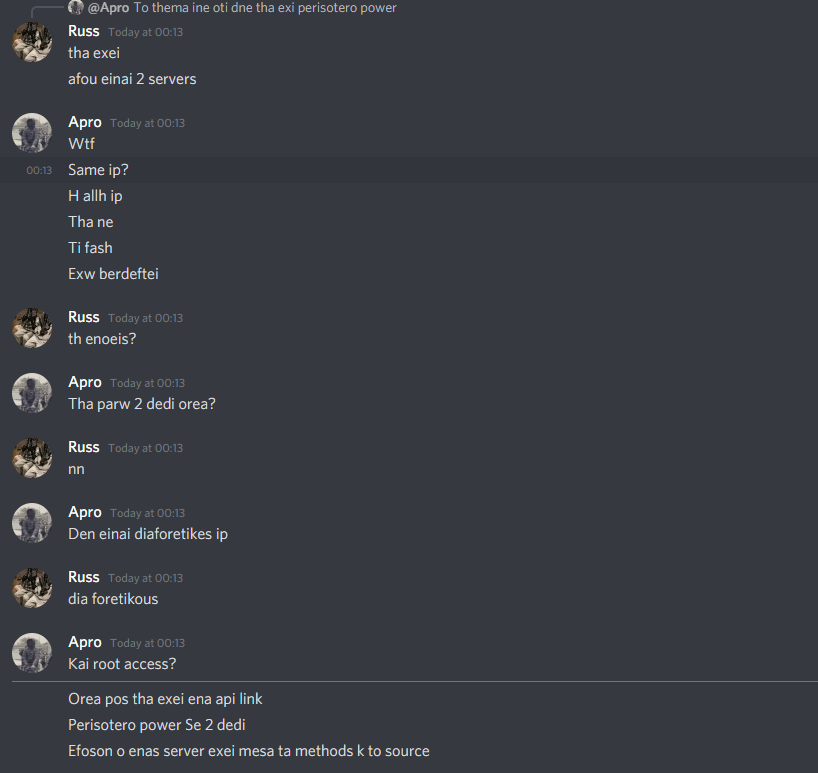 @Apro To thema ine oti dne tha exi perisotero power
Russ Today at 00:13
tha exei
afou einai 2 servers
Apro Today at 00:13
Wtf
00:13 Same ip?
H allh ip
Tha ne
Ti fash
Exw berdeftei
Russ Today at 00:13
th enoeis?
Apro Today at 00:13
Tha parw 2 dedi orea?
Russ Today at 00:13
nn
Apro Today at 00:13
Den einai diaforetikes ip
Russ Today at 00:13
dia foretikous
Apro Today at 00:13
Kai root access?
Orea pos tha exei ena api link
Perisotero power Se 2 dedi
Efoson o enas server exei mesa ta methods k to source